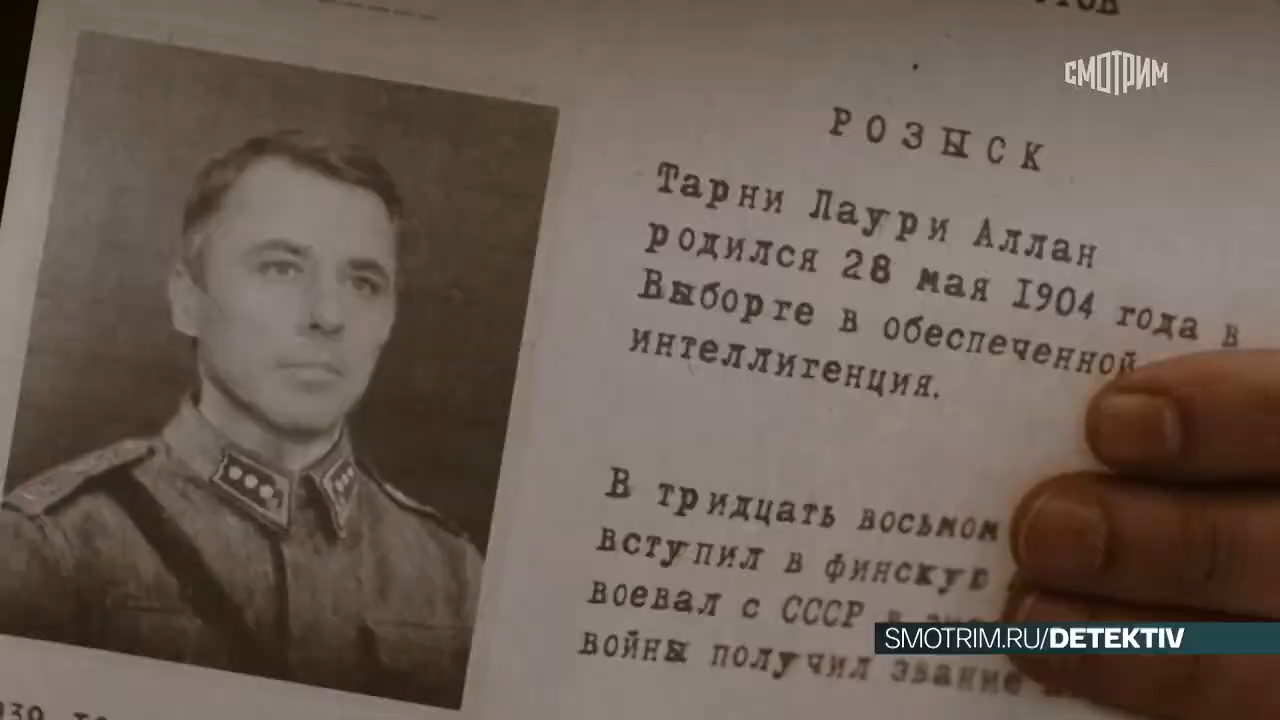 СМОТРИМ
РОЗЫСК
Тарни Лаури Аллан
родился 28 мая 1904 года в
Выборге в обеспеченной
интеллигенция.
В тридцать восьмом
вступил в финскую
воевал с СССР в
войны получил звание
SMOTRIM.RU/DETEKTIV